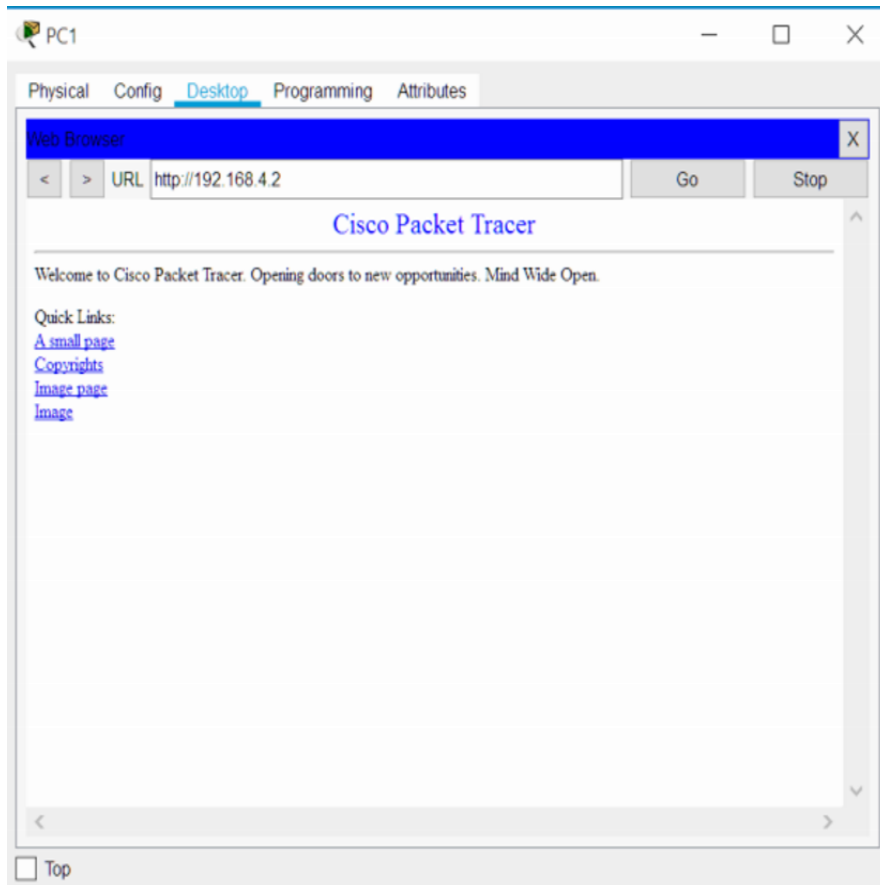 PC1
Physical Config Desktop Programming Attributes
Web Browser X
< > URL http://192.168.4.2 Go Stop
Cisco Packet Tracer
Welcome to Cisco Packet Tracer. Opening doors to new opportunities. Mind Wide Open.
Quick Links:
A small page
Copyrights
Image page
Image
Top